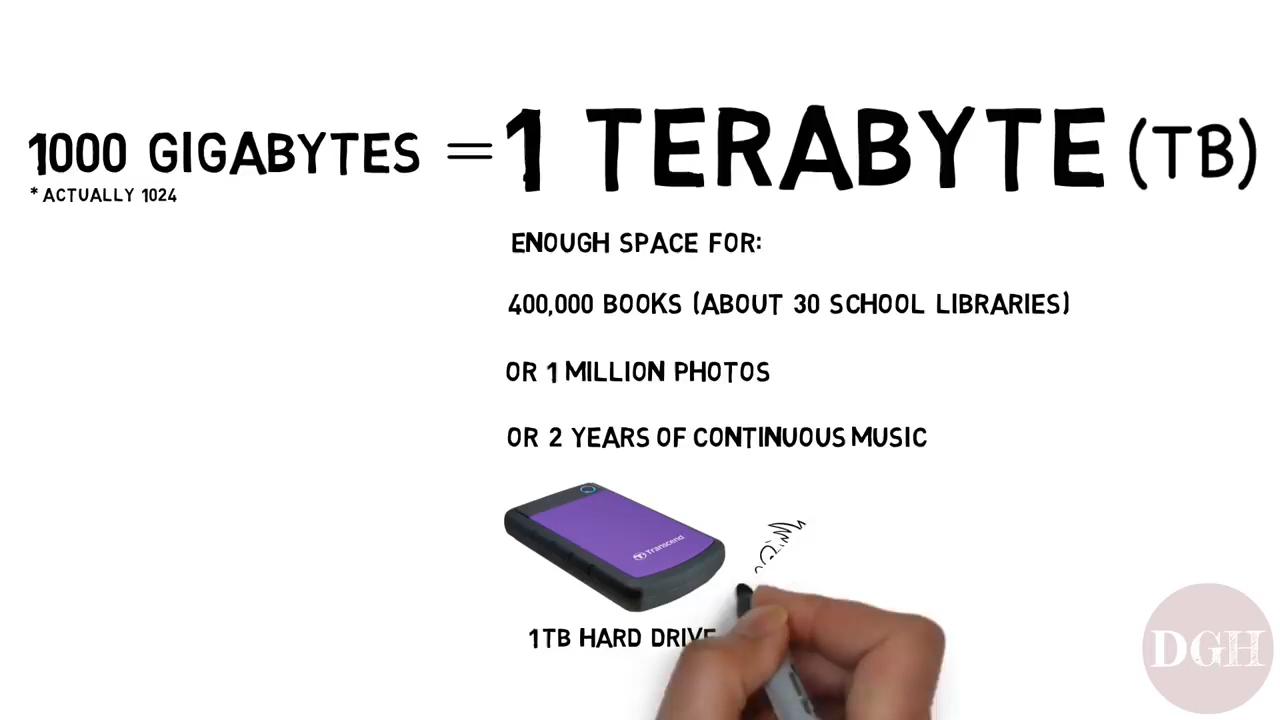 1000 GIGABYTES = 1 TERABYTE (TB)
* ACTUALLY 1024
ENOUGH SPACE FOR:
400,000 BOOKS (ABOUT 30 SCHOOL LIBRARIES)
OR 1 MILLION PHOTOS
OR 2 YEARS OF CONTINUOUS MUSIC
Transcend
1TB HARD DRIVE
DGH